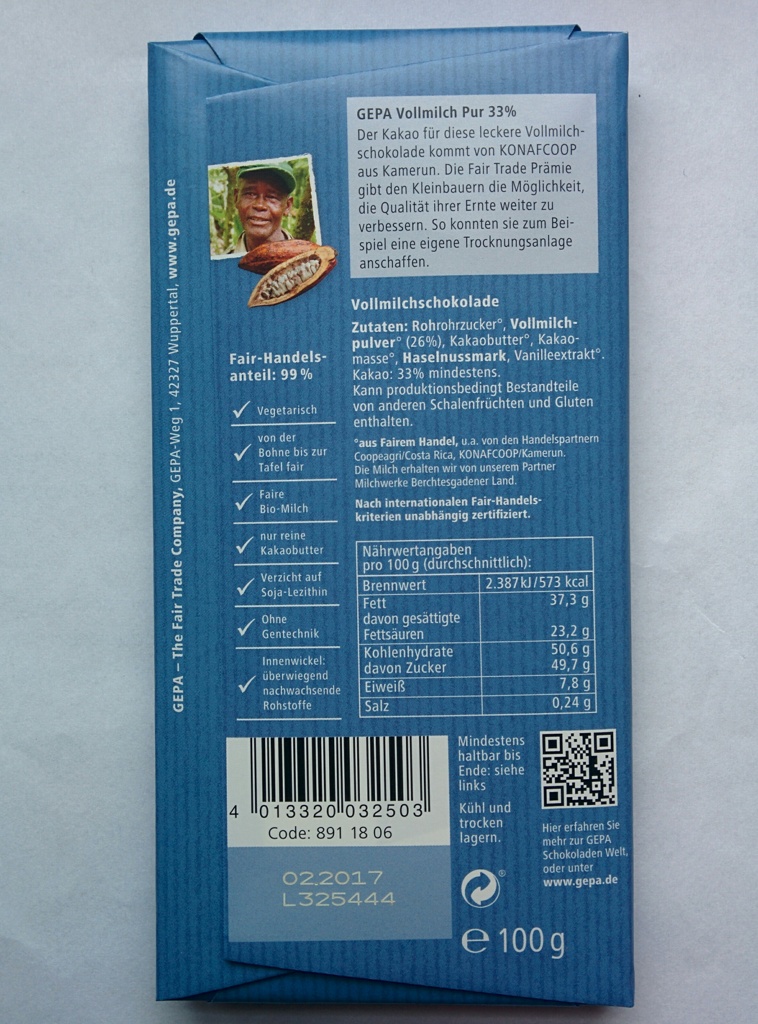 GEPA – The Fair Trade Company, GEPA-Weg 1, 42327 Wuppertal, www.gepa.de
GEPA Vollmilch Pur 33%
Der Kakao für diese leckere Vollmilch-
schokolade kommt von KONAFCOOP
aus Kamerun. Die Fair Trade Prämie
gibt den Kleinbauern die Möglichkeit,
die Qualität ihrer Ernte weiter zu
verbessern. So konnten sie zum Bei-
spiel eine eigene Trocknungsanlage
anschaffen.
Vollmilchschokolade
Zutaten: Rohrohrzucker°, Vollmilch-
pulver° (26%), Kakaobutter°, Kakao-
masse°, Haselnussmark, Vanilleextrakt°.
Kakao: 33% mindestens.
Kann produktionsbedingt Bestandteile
von anderen Schalenfrüchten und Gluten
enthalten.
°aus Fairem Handel, u.a. von den Handelspartnern
Coopeagri/Costa Rica, KONAFCOOP/Kamerun.
Die Milch erhalten wir von unserem Partner
Milchwerke Berchtesgadener Land.
Nach internationalen Fair-Handels-
kriterien unabhängig zertifiziert.
Fair-Handels-
anteil: 99%
Vegetarisch
von der
Bohne bis zur
Tafel fair
Faire
Bio-Milch
nur reine
Kakaobutter
Verzicht auf
Soja-Lezithin
Ohne
Gentechnik
Innenwickel:
überwiegend
nachwachsende
Rohstoffe
Nährwertangaben
pro 100g (durchschnittlich):
Brennwert 2.387kJ/573 kcal
Fett 37,3 g
davon gesättigte
Fettsäuren 23,2 g
Kohlenhydrate 50,6 g
davon Zucker 49,7 g
Eiweiß 7,8 g
Salz 0,24 g
4 013320 032503
Code: 891 18 06
02.2017
L325444
Mindestens
haltbar bis
Ende: siehe
links
Kühl und
trocken
lagern.
Hier erfahren Sie
mehr zur GEPA
Schokoladen Welt,
oder unter
www.gepa.de
®
℮ 100g